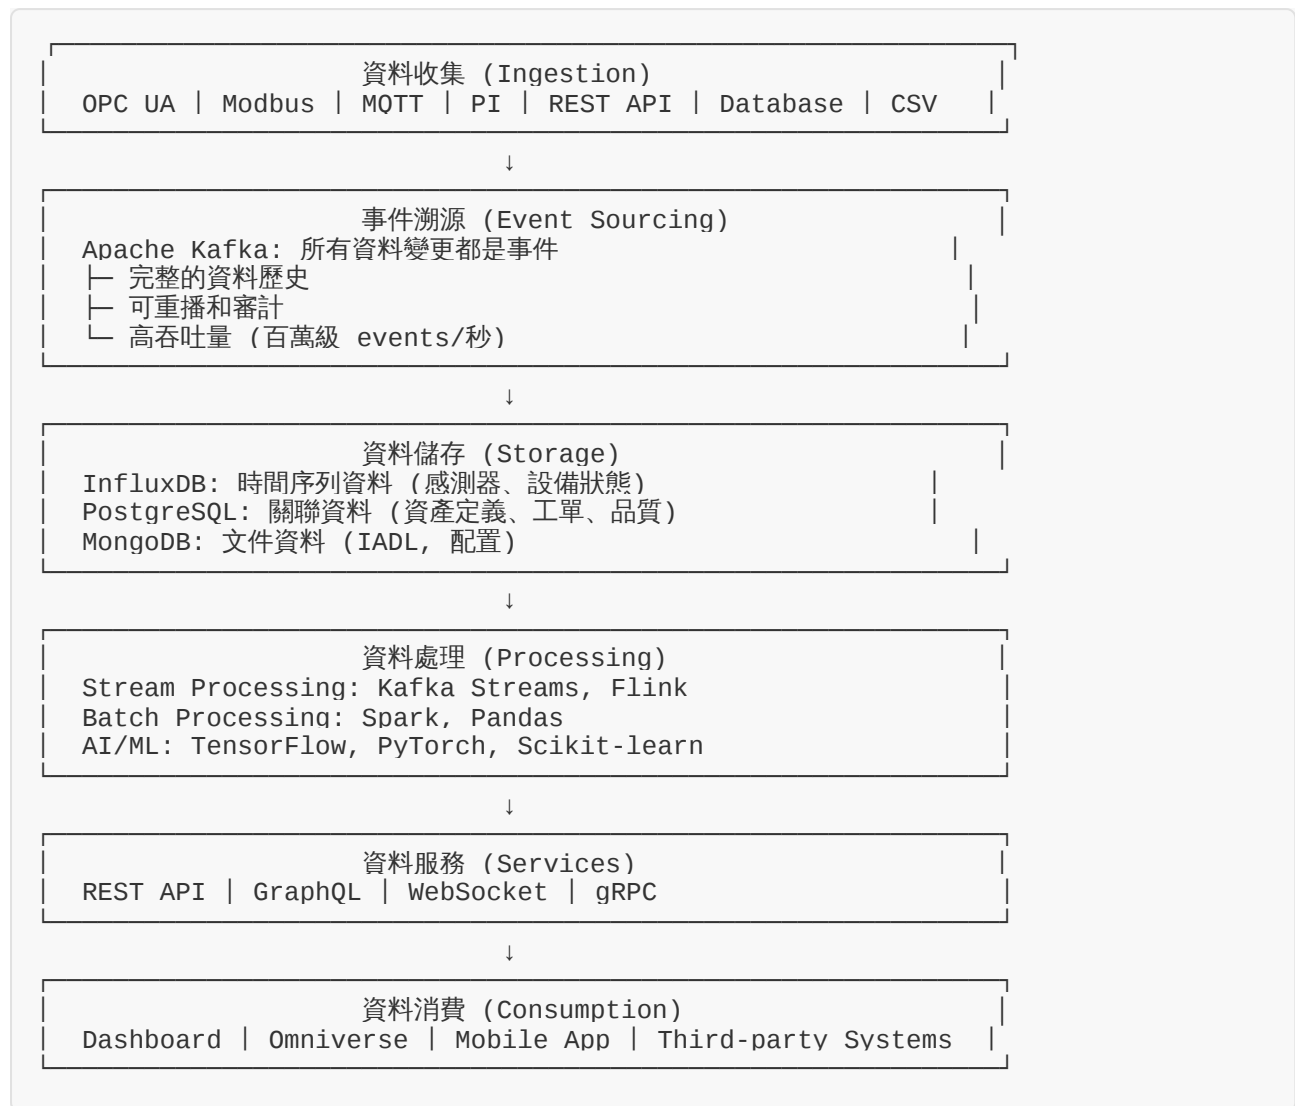 資料收集 (Ingestion)
OPC UA | Modbus | MQTT | PI | REST API | Database | CSV
↓
事件溯源 (Event Sourcing)
Apache Kafka: 所有資料變更都是事件
├─ 完整的資料歷史
├─ 可重播和審計
└─ 高吞吐量 (百萬級 events/秒)
↓
資料儲存 (Storage)
InfluxDB: 時間序列資料 (感測器、設備狀態)
PostgreSQL: 關聯資料 (資產定義、工單、品質)
MongoDB: 文件資料 (IADL, 配置)
↓
資料處理 (Processing)
Stream Processing: Kafka Streams, Flink
Batch Processing: Spark, Pandas
AI/ML: TensorFlow, PyTorch, Scikit-learn
↓
資料服務 (Services)
REST API | GraphQL | WebSocket | gRPC
↓
資料消費 (Consumption)
Dashboard | Omniverse | Mobile App | Third-party Systems